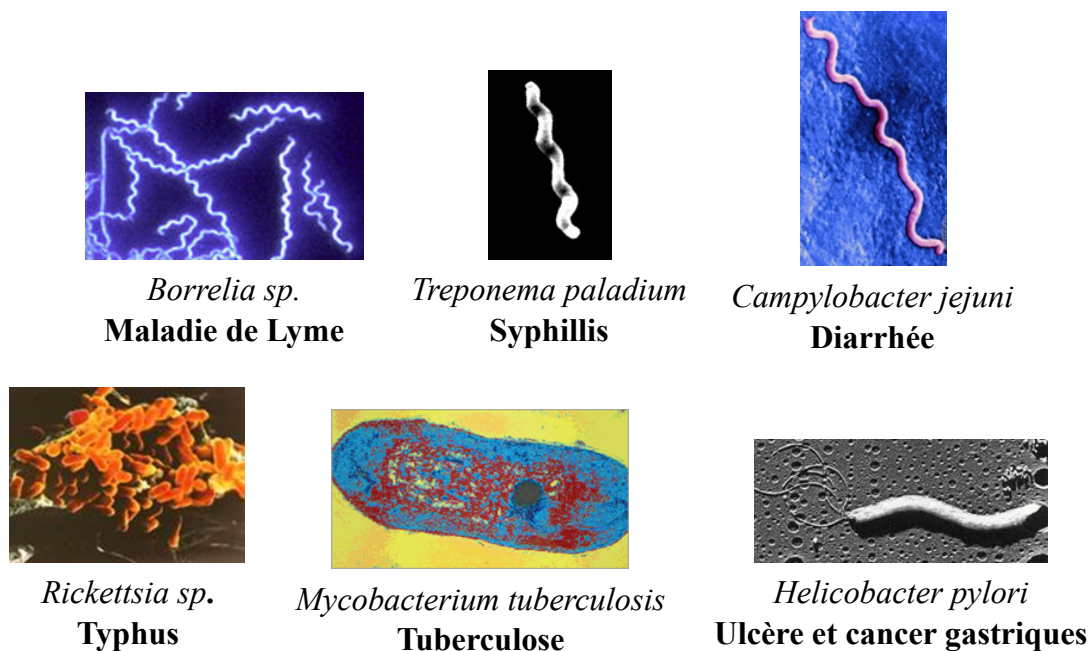 Borrelia sp.
Maladie de Lyme
Treponema paladium
Syphillis
Campylobacter jejuni
Diarrhée
Rickettsia sp.
Typhus
Mycobacterium tuberculosis
Tuberculose
Helicobacter pylori
Ulcère et cancer gastriques